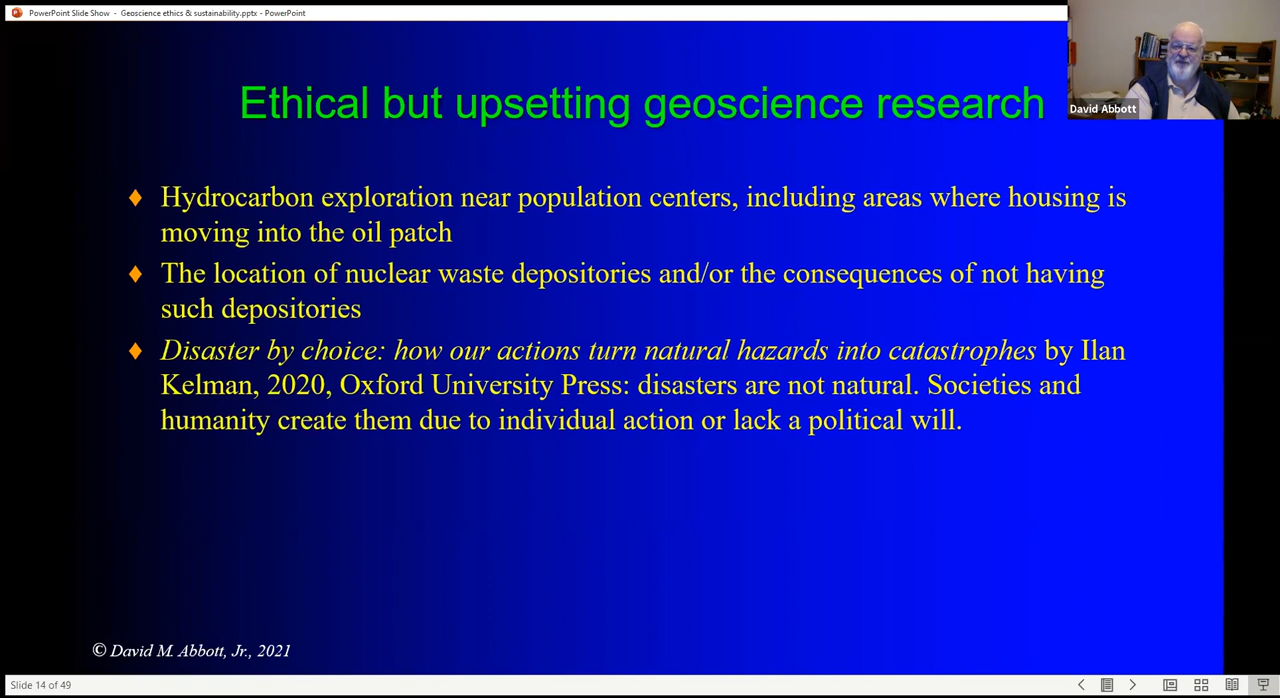 PowerPoint Slide Show - Geoscience ethics & sustainability.pptx - PowerPoint
David Abbott
Ethical but upsetting geoscience research
Hydrocarbon exploration near population centers, including areas where housing is
moving into the oil patch
The location of nuclear waste depositories and/or the consequences of not having
such depositories
Disaster by choice: how our actions turn natural hazards into catastrophes by Ilan
Kelman, 2020, Oxford University Press: disasters are not natural. Societies and
humanity create them due to individual action or lack a political will.
© David M. Abbott, Jr., 2021
Slide 14 of 49